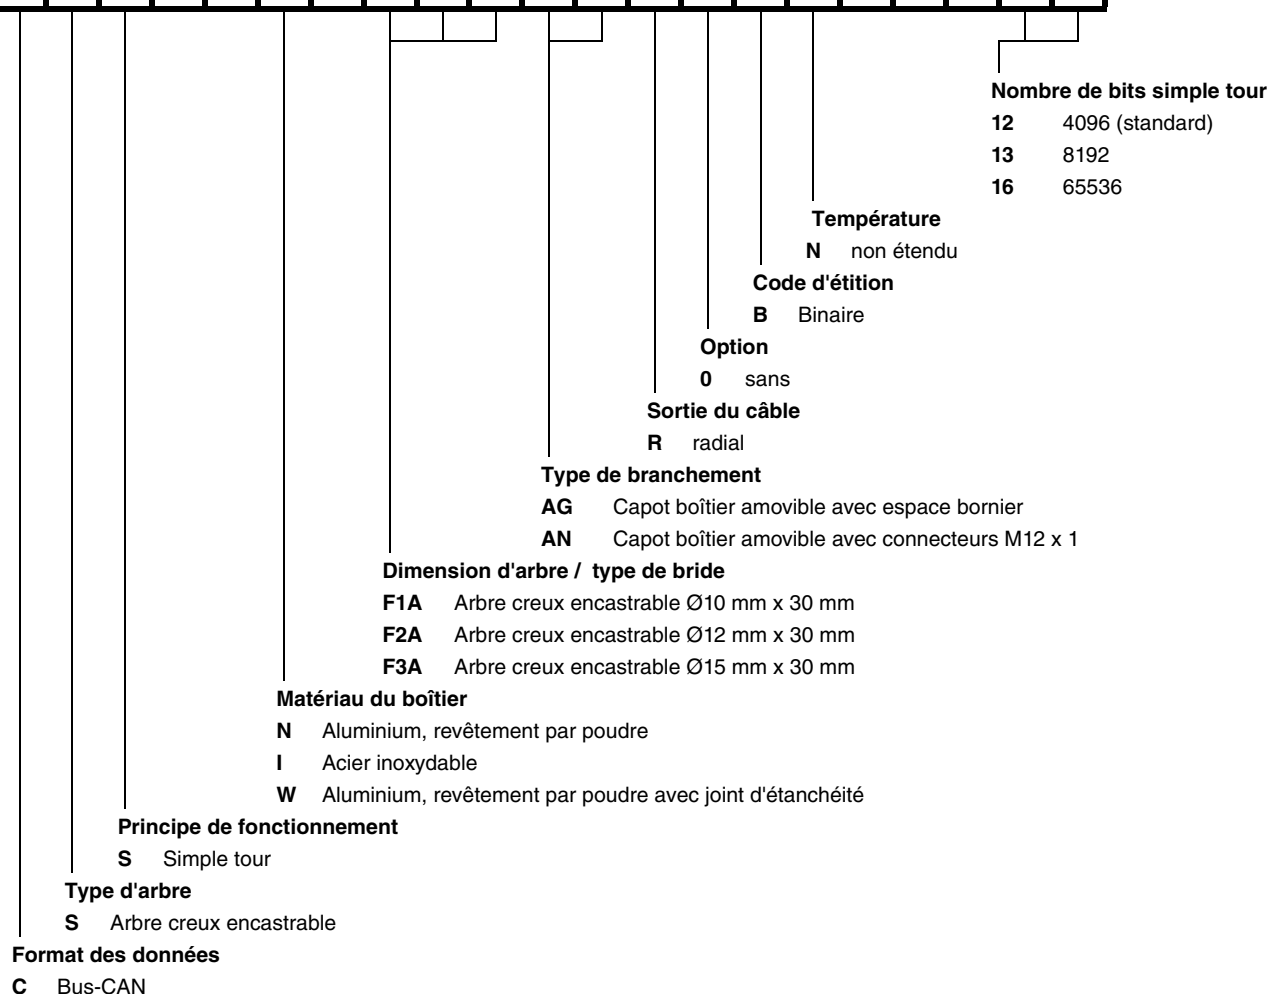 Nombre de bits simple tour
12 4096 (standard)
13 8192
16 65536
Température
N non étendu
Code d'étition
B Binaire
Option
0 sans
Sortie du câble
R radial
Type de branchement
AG Capot boîtier amovible avec espace bornier
AN Capot boîtier amovible avec connecteurs M12 x 1
Dimension d'arbre / type de bride
F1A Arbre creux encastrable Ø10 mm x 30 mm
F2A Arbre creux encastrable Ø12 mm x 30 mm
F3A Arbre creux encastrable Ø15 mm x 30 mm
Matériau du boîtier
N Aluminium, revêtement par poudre
I Acier inoxydable
W Aluminium, revêtement par poudre avec joint d'étanchéité
Principe de fonctionnement
S Simple tour
Type d'arbre
S Arbre creux encastrable
Format des données
C Bus-CAN